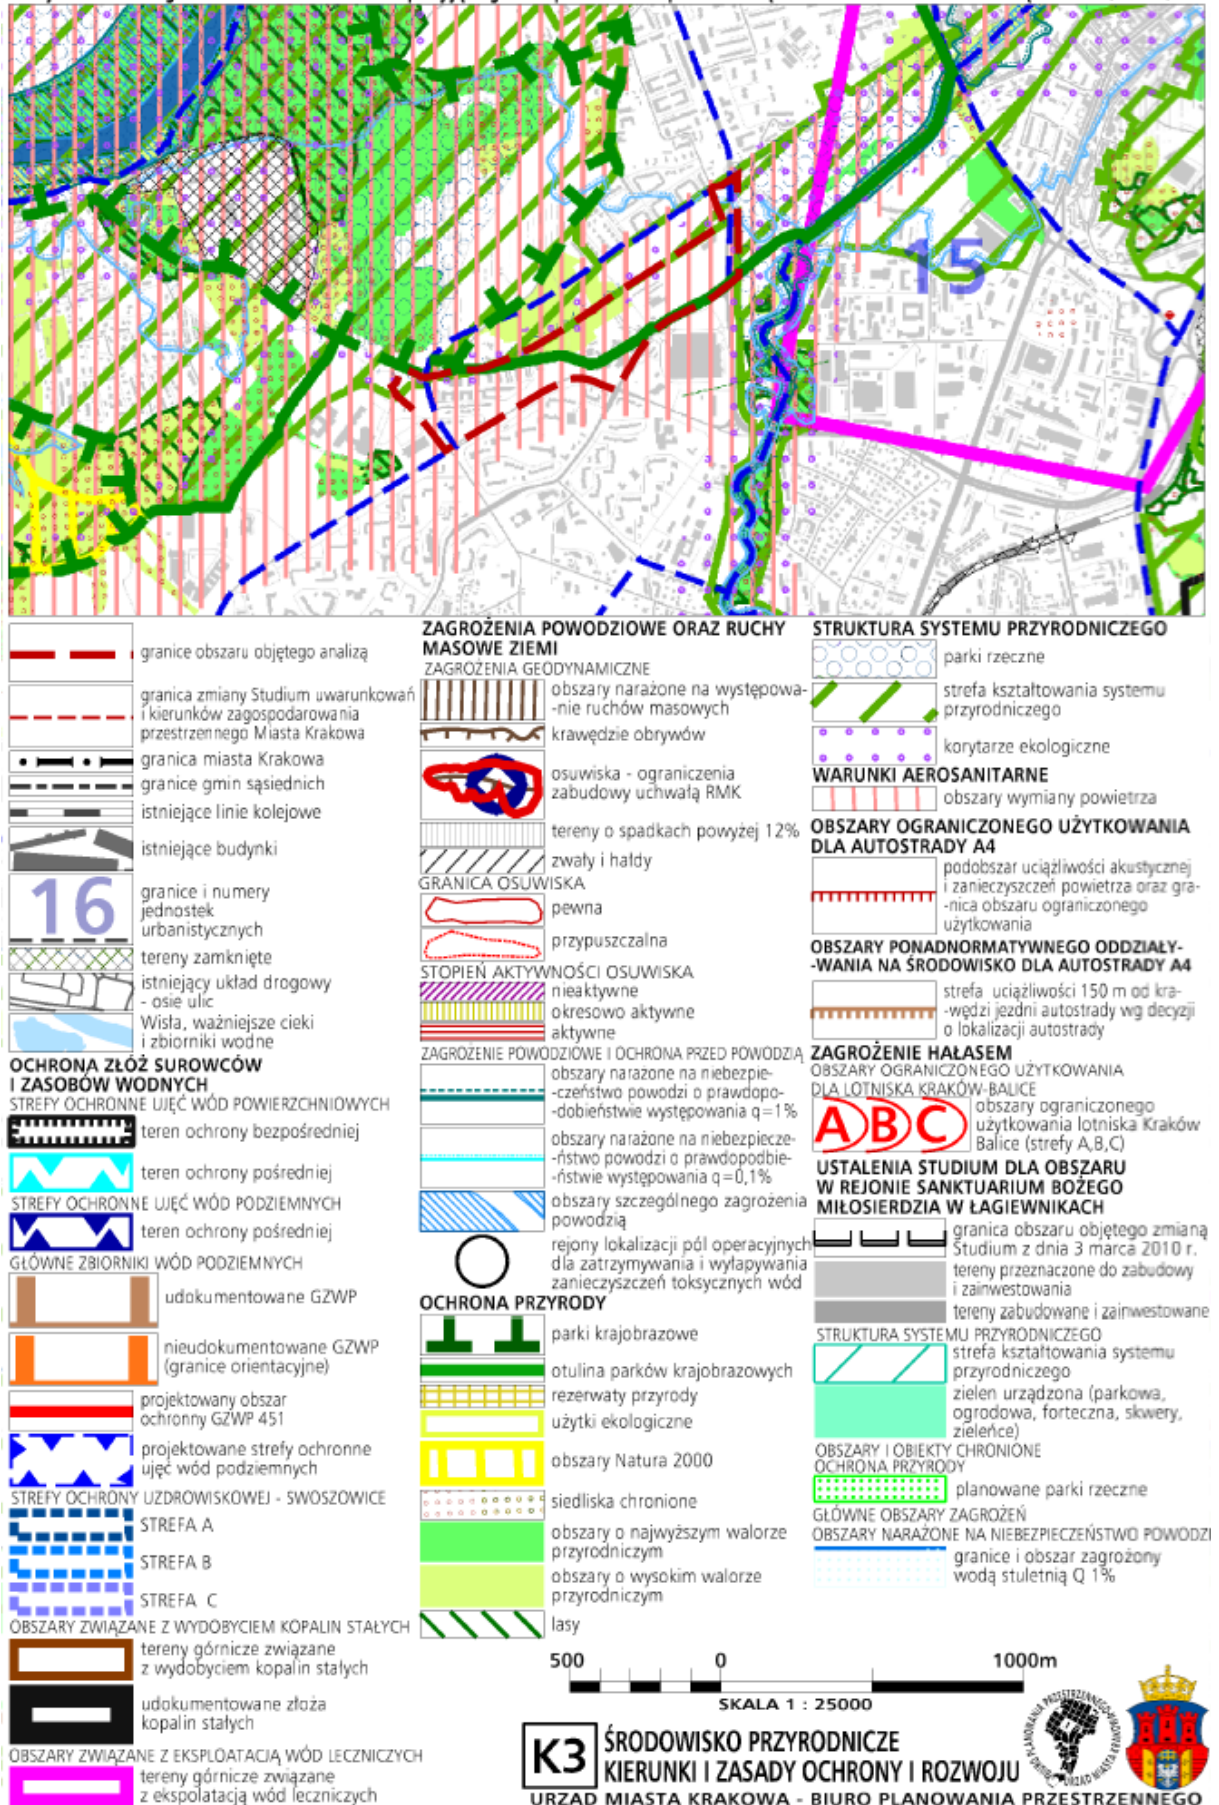 15
granice obszaru objętego analizą
granica zmiany Studium uwarunkowań
i kierunków zagospodarowania
przestrzennego Miasta Krakowa
granica miasta Krakowa
granice gmin sąsiednich
istniejące linie kolejowe
istniejące budynki
16
granice i numery
jednostek
urbanistycznych
tereny zamknięte
istniejący układ drogowy
- osie ulic
Wisła, ważniejsze cieki
i zbiorniki wodne
OCHRONA ZŁÓŻ SUROWCÓW
I ZASOBÓW WODNYCH
STREFY OCHRONNE UJĘĆ WÓD POWIERZCHNIOWYCH
teren ochrony bezpośredniej
teren ochrony pośredniej
STREFY OCHRONNE UJĘĆ WÓD PODZIEMNYCH
teren ochrony pośredniej
GŁÓWNE ZBIORNIKI WÓD PODZIEMNYCH
udokumentowane GZWP
nieudokumentowane GZWP
(granice orientacyjne)
projektowany obszar
ochronny GZWP 451
projektowane strefy ochronne
ujęć wód podziemnych
STREFY OCHRONY UZDROWISKOWEJ - SWOSZOWICE
STREFA A
STREFA B
STREFA C
OBSZARY ZWIĄZANE Z WYDOBYCIEM KOPALIN STAŁYCH
tereny górnicze związane
z wydobyciem kopalin stałych
udokumentowane złoża
kopalin stałych
OBSZARY ZWIĄZANE Z EKSPLOATACJĄ WÓD LECZNICZYCH
tereny górnicze związane
z ekspolatacją wód leczniczych
ZAGROŻENIA POWODZIOWE ORAZ RUCHY
MASOWE ZIEMI
ZAGROŻENIA GEODYNAMICZNE
obszary narażone na występowa-
-nie ruchów masowych
krawędzie obrywów
osuwiska - ograniczenia
zabudowy uchwałą RMK
tereny o spadkach powyżej 12%
zwały i hałdy
GRANICA OSUWISKA
pewna
przypuszczalna
STOPIEŃ AKTYWNOŚCI OSUWISKA
nieaktywne
okresowo aktywne
aktywne
ZAGROŻENIE POWODZIOWE I OCHRONA PRZED POWODZIĄ
obszary narażone na niebezpie-
-czeństwo powodzi o prawdopo-
-dobieństwie występowania q=1%
obszary narażone na niebezpiecze-
-ństwo powodzi o prawdopodbie-
-ństwie występowania q=0,1%
obszary szczególnego zagrożenia
powodzią
rejony lokalizacji pól operacyjnych
dla zatrzymywania i wyłapywania
zanieczyszczeń toksycznych wód
OCHRONA PRZYRODY
parki krajobrazowe
otulina parków krajobrazowych
rezerwaty przyrody
użytki ekologiczne
obszary Natura 2000
siedliska chronione
obszary o najwyższym walorze
przyrodniczym
obszary o wysokim walorze
przyrodniczym
lasy
STRUKTURA SYSTEMU PRZYRODNICZEGO
parki rzeczne
strefa kształtowania systemu
przyrodniczego
korytarze ekologiczne
WARUNKI AEROSANITARNE
obszary wymiany powietrza
OBSZARY OGRANICZONEGO UŻYTKOWANIA
DLA AUTOSTRADY A4
podobszar uciążliwości akustycznej
i zanieczyszczeń powietrza oraz gra-
-nica obszaru ograniczonego
użytkowania
OBSZARY PONADNORMATYWNEGO ODDZIAŁY-
-WANIA NA ŚRODOWISKO DLA AUTOSTRADY A4
strefa uciążliwości 150 m od kra-
-wędzi jezdni autostrady wg decyzji
o lokalizacji autostrady
ZAGROŻENIE HAŁASEM
OBSZARY OGRANICZONEGO UŻYTKOWANIA
DLA LOTNISKA KRAKÓW-BALICE
A B C
obszary ograniczonego
użytkowania lotniska Kraków
Balice (strefy A,B,C)
USTALENIA STUDIUM DLA OBSZARU
W REJONIE SANKTUARIUM BOŻEGO
MIŁOSIERDZIA W ŁAGIEWNIKACH
granica obszaru objętego zmianą
Studium z dnia 3 marca 2010 r.
tereny przeznaczone do zabudowy
i zainwestowania
tereny zabudowane i zainwestowane
STRUKTURA SYSTEMU PRZYRODNICZEGO
strefa kształtowania systemu
przyrodniczego
zielen urządzona (parkowa,
ogrodowa, forteczna, skwery,
zieleńce)
OBSZARY I OBIEKTY CHRONIONE
OCHRONA PRZYRODY
planowane parki rzeczne
GŁÓWNE OBSZARY ZAGROŻEŃ
OBSZARY NARAŻONE NA NIEBEZPIECZEŃSTWO POWODZI
granice i obszar zagrożony
wodą stuletnią Q 1%
500 0 1000m
SKALA 1 : 25000
K3
ŚRODOWISKO PRZYRODNICZE
KIERUNKI I ZASADY OCHRONY I ROZWOJU
URZĄD MIASTA KRAKOWA - BIURO PLANOWANIA PRZESTRZENNEGO